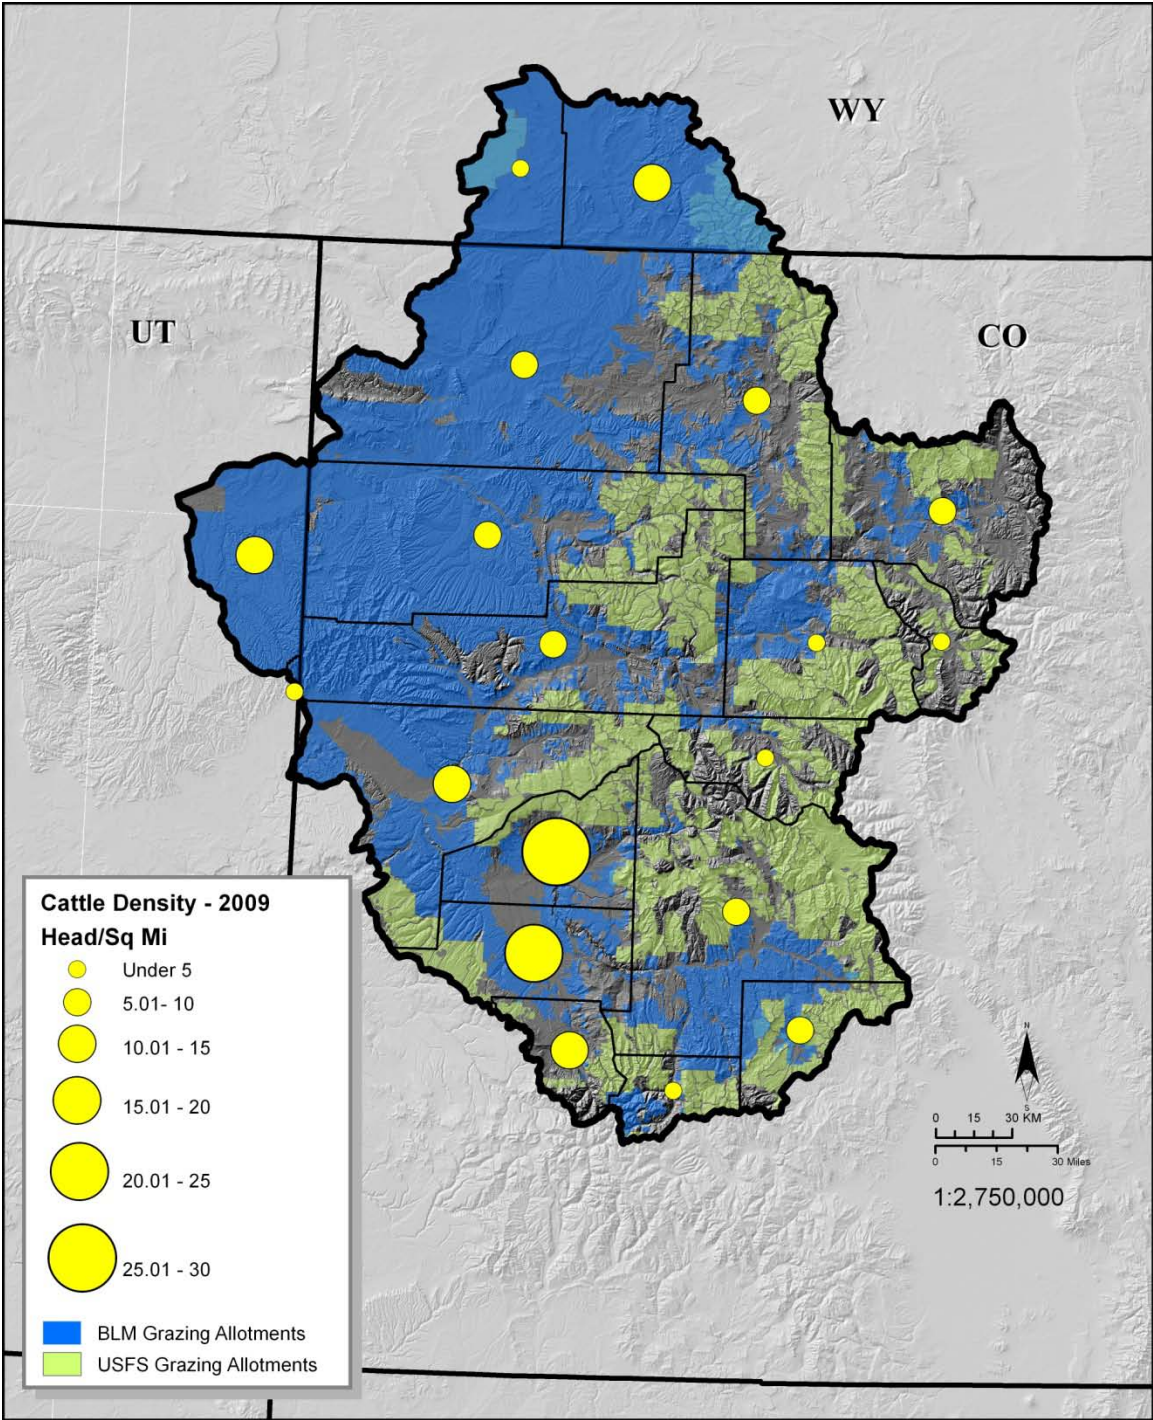 WY
UT
CO
Cattle Density - 2009
Head/Sq Mi
Under 5
5.01- 10
10.01 - 15
15.01 - 20
20.01 - 25
25.01 - 30
BLM Grazing Allotments
USFS Grazing Allotments
N
S
0 15 30 KM
0 15 30 Miles
1:2,750,000